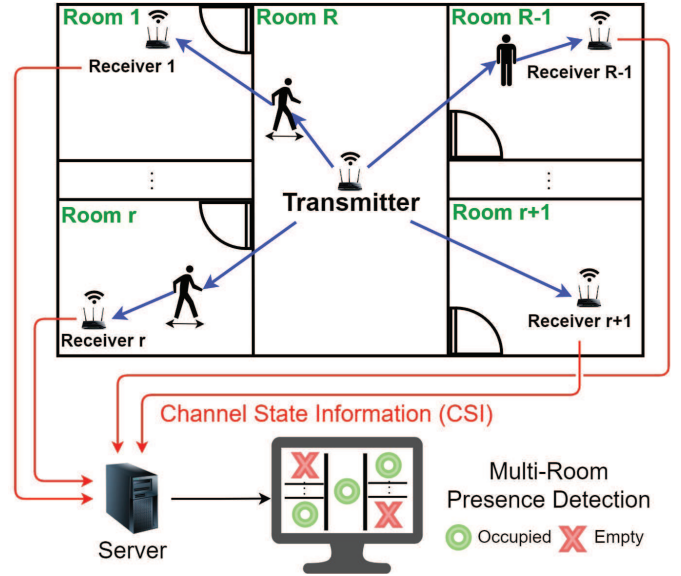 Room 1
Room R
Room R-1
Receiver 1
Receiver R-1
Transmitter
Room r
Room r+1
Receiver r
Receiver r+1
Channel State Information (CSI)
Multi-Room
Presence Detection
Occupied
Empty
Server